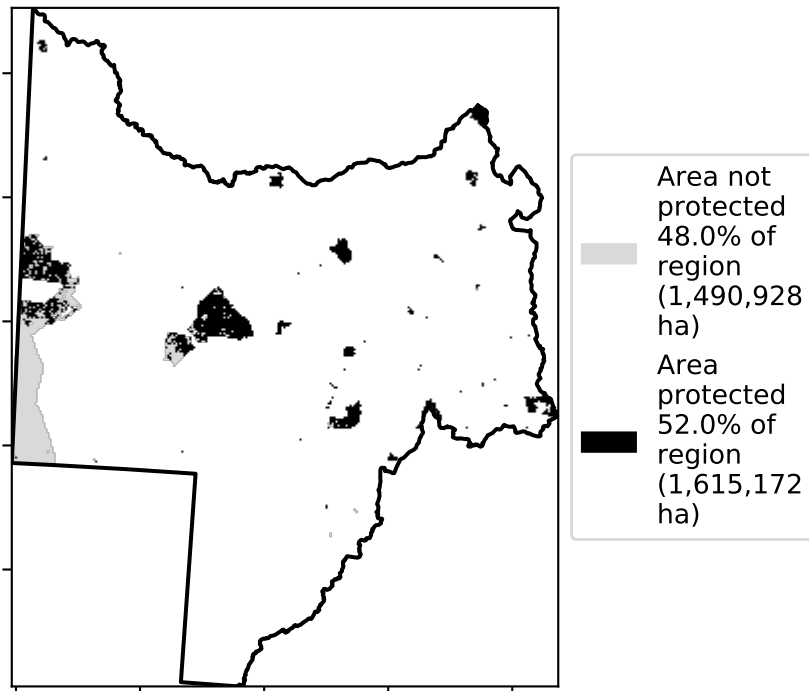 Area not
protected
48.0% of
region
(1,490,928
ha)
Area
protected
52.0% of
region
(1,615,172
ha)